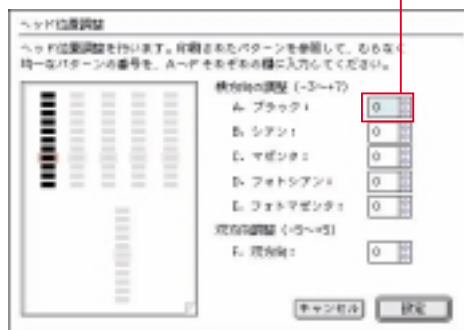 ヘッド位置調整
ヘッド位置調整を行います。印刷されたパターンを参照して、むらなく
均一なパターンの番号を、A〜F それぞれの欄に入力してください。
横方向の調整 (-3〜+7)
A. ブラック: 0
B. シアン: 0
C. マゼンタ: 0
D. フォトシアン: 0
E. フォトマゼンタ: 0
双方向調整 (-5〜+5)
F. 双方向: 0
キャンセル 設定